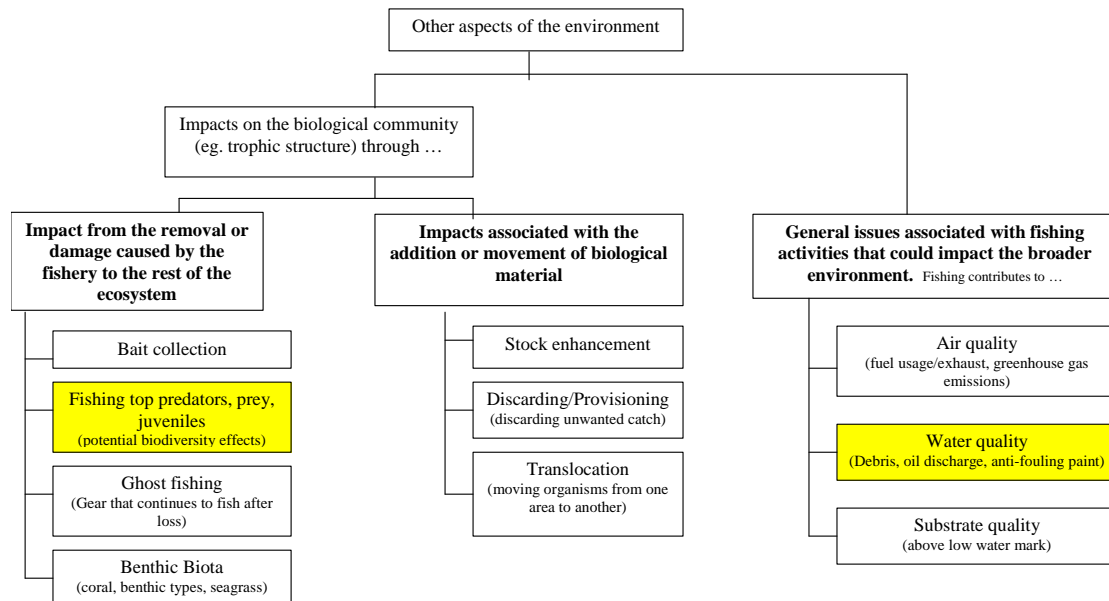 Other aspects of the environment
Impacts on the biological community
(eg. trophic structure) through …
Impact from the removal or
damage caused by the
fishery to the rest of the
ecosystem
Bait collection
Fishing top predators, prey,
juveniles
(potential biodiversity effects)
Ghost fishing
(Gear that continues to fish after
loss)
Benthic Biota
(coral, benthic types, seagrass)
Impacts associated with the
addition or movement of biological
material
Stock enhancement
Discarding/Provisioning
(discarding unwanted catch)
Translocation
(moving organisms from one
area to another)
General issues associated with fishing
activities that could impact the broader
environment. Fishing contributes to …
Air quality
(fuel usage/exhaust, greenhouse gas
emissions)
Water quality
(Debris, oil discharge, anti-fouling paint)
Substrate quality
(above low water mark)